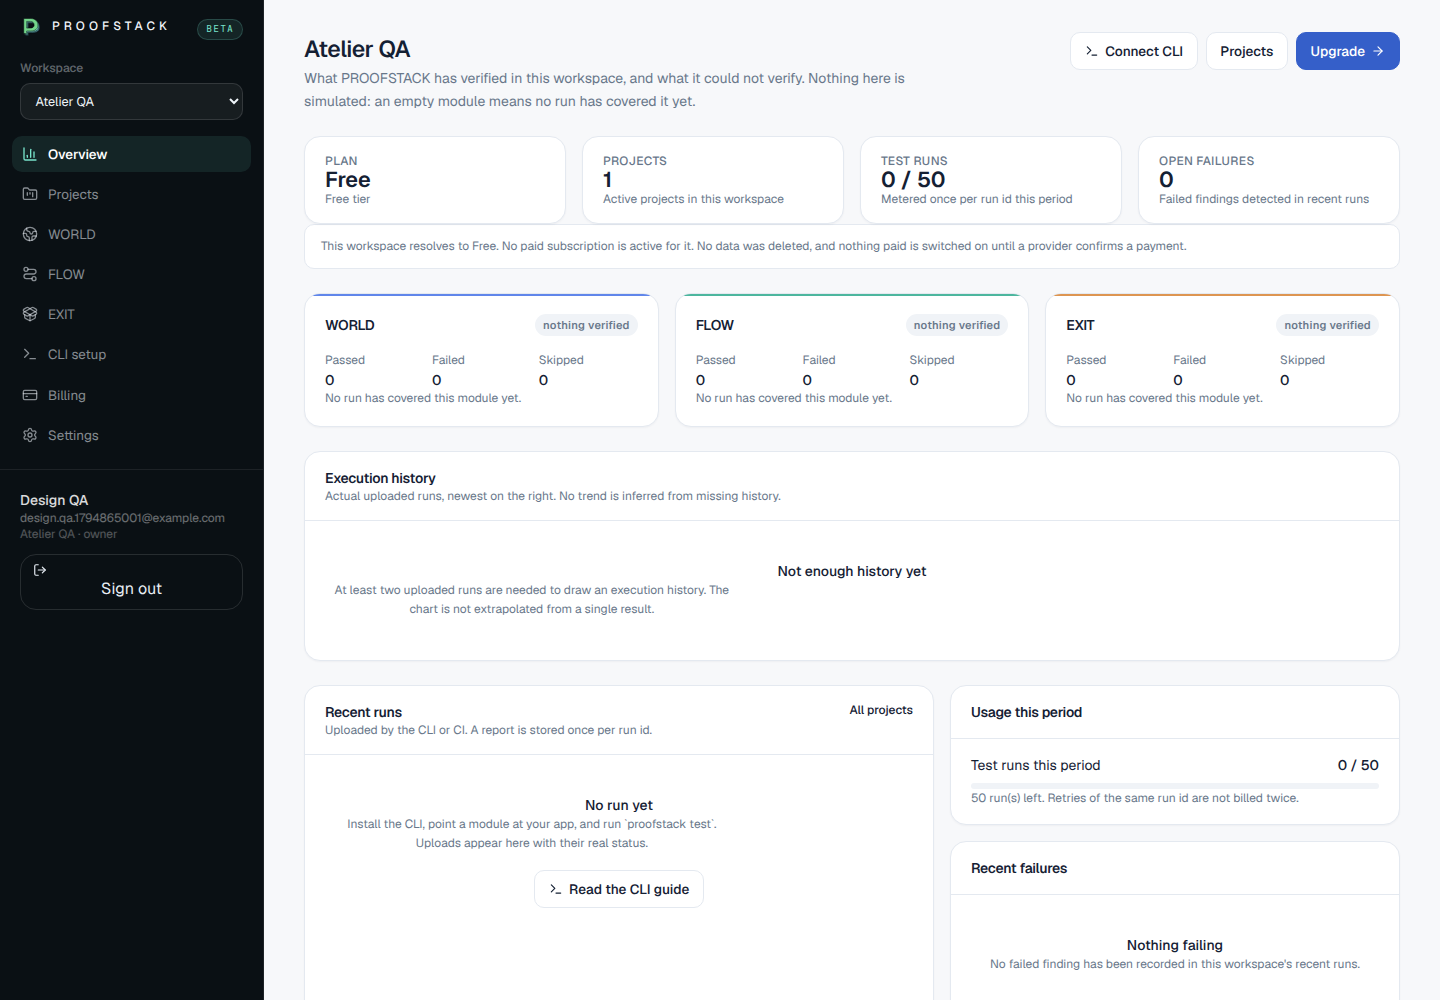 PROOFSTACK
BETA
Workspace
Atelier QA
Overview
Projects
WORLD
FLOW
EXIT
CLI setup
Billing
Settings
Design QA
design.qa.1794865001@example.com
Atelier QA · owner
Sign out
Atelier QA
What PROOFSTACK has verified in this workspace, and what it could not verify. Nothing here is
simulated: an empty module means no run has covered it yet.
Connect CLI
Projects
Upgrade
PLAN
Free
Free tier
PROJECTS
1
Active projects in this workspace
TEST RUNS
0 / 50
Metered once per run id this period
OPEN FAILURES
0
Failed findings detected in recent runs
This workspace resolves to Free. No paid subscription is active for it. No data was deleted, and nothing paid is switched on until a provider confirms a payment.
WORLD
nothing verified
Passed
Failed
Skipped
0
0
0
No run has covered this module yet.
FLOW
nothing verified
Passed
Failed
Skipped
0
0
0
No run has covered this module yet.
EXIT
nothing verified
Passed
Failed
Skipped
0
0
0
No run has covered this module yet.
Execution history
Actual uploaded runs, newest on the right. No trend is inferred from missing history.
Not enough history yet
At least two uploaded runs are needed to draw an execution history. The
chart is not extrapolated from a single result.
Recent runs
Uploaded by the CLI or CI. A report is stored once per run id.
All projects
No run yet
Install the CLI, point a module at your app, and run `proofstack test`.
Uploads appear here with their real status.
Read the CLI guide
Usage this period
Test runs this period
0 / 50
50 run(s) left. Retries of the same run id are not billed twice.
Recent failures
Nothing failing
No failed finding has been recorded in this workspace's recent runs.